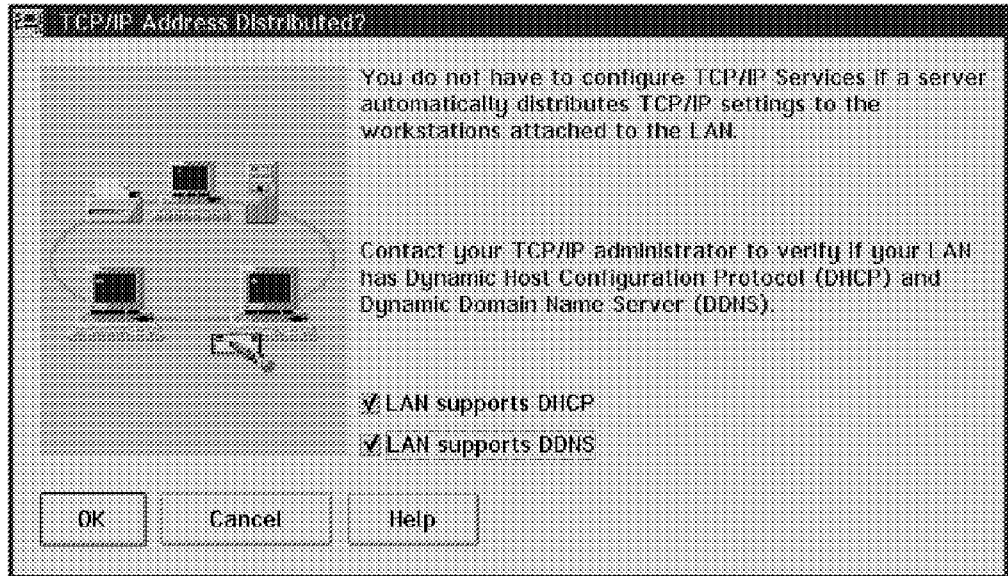 TCP/IP Address Distributed?
You do not have to configure TCP/IP Services if a server
automatically distributes TCP/IP settings to the
workstations attached to the LAN.
Contact your TCP/IP administrator to verify if your LAN
has Dynamic Host Configuration Protocol (DHCP) and
Dynamic Domain Name Server (DDNS).
LAN supports DHCP
LAN supports DDNS
OK Cancel Help